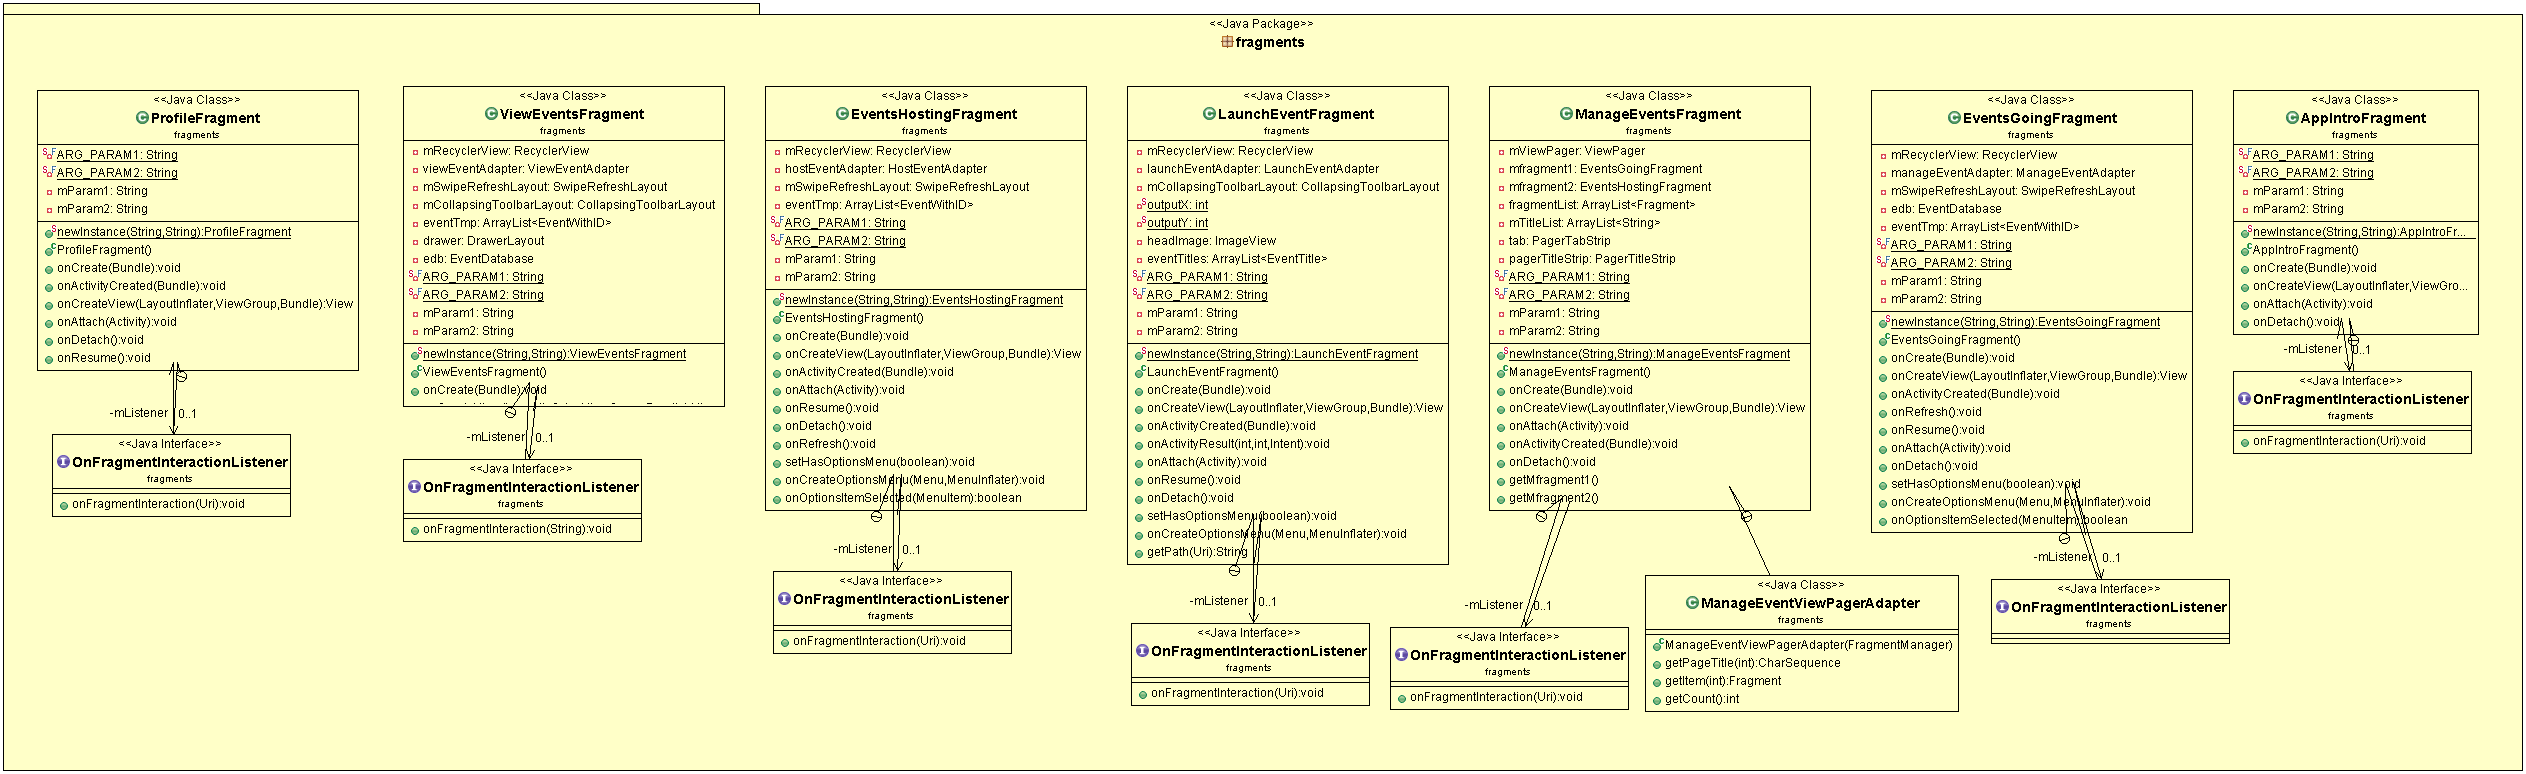 <<Java Package>>
fragments
<<Java Class>>
ProfileFragment
fragments
ARG_PARAM1: String
ARG_PARAM2: String
mParam1: String
mParam2: String
newInstance(String,String):ProfileFragment
ProfileFragment()
onCreate(Bundle):void
onActivityCreated(Bundle):void
onCreateView(LayoutInflater,ViewGroup,Bundle):View
onAttach(Activity):void
onDetach():void
onResume():void
-mListener 0..1
<<Java Interface>>
OnFragmentInteractionListener
fragments
onFragmentInteraction(Uri):void
<<Java Class>>
ViewEventsFragment
fragments
mRecyclerView: RecyclerView
viewEventAdapter: ViewEventAdapter
mSwipeRefreshLayout: SwipeRefreshLayout
mCollapsingToolbarLayout: CollapsingToolbarLayout
eventTmp: ArrayList<EventWithID>
drawer: DrawerLayout
edb: EventDatabase
ARG_PARAM1: String
ARG_PARAM2: String
mParam1: String
mParam2: String
newInstance(String,String):ViewEventsFragment
ViewEventsFragment()
onCreate(Bundle):void
-mListener 0..1
<<Java Interface>>
OnFragmentInteractionListener
fragments
onFragmentInteraction(String):void
<<Java Class>>
EventsHostingFragment
fragments
mRecyclerView: RecyclerView
hostEventAdapter: HostEventAdapter
mSwipeRefreshLayout: SwipeRefreshLayout
eventTmp: ArrayList<EventWithID>
ARG_PARAM1: String
ARG_PARAM2: String
mParam1: String
mParam2: String
newInstance(String,String):EventsHostingFragment
EventsHostingFragment()
onCreate(Bundle):void
onCreateView(LayoutInflater,ViewGroup,Bundle):View
onActivityCreated(Bundle):void
onAttach(Activity):void
onResume():void
onDetach():void
onRefresh():void
setHasOptionsMenu(boolean):void
onCreateOptionsMenu(Menu,MenuInflater):void
onOptionsItemSelected(MenuItem):boolean
-mListener 0..1
<<Java Interface>>
OnFragmentInteractionListener
fragments
onFragmentInteraction(Uri):void
<<Java Class>>
LaunchEventFragment
fragments
mRecyclerView: RecyclerView
launchEventAdapter: LaunchEventAdapter
mCollapsingToolbarLayout: CollapsingToolbarLayout
outputX: int
outputY: int
headImage: ImageView
eventTitles: ArrayList<EventTitle>
ARG_PARAM1: String
ARG_PARAM2: String
mParam1: String
mParam2: String
newInstance(String,String):LaunchEventFragment
LaunchEventFragment()
onCreate(Bundle):void
onCreateView(LayoutInflater,ViewGroup,Bundle):View
onActivityCreated(Bundle):void
onActivityResult(int,int,Intent):void
onAttach(Activity):void
onResume():void
onDetach():void
setHasOptionsMenu(boolean):void
onCreateOptionsMenu(Menu,MenuInflater):void
getPath(Uri):String
-mListener 0..1
<<Java Interface>>
OnFragmentInteractionListener
fragments
onFragmentInteraction(Uri):void
<<Java Class>>
ManageEventsFragment
fragments
mViewPager: ViewPager
mfragment1: EventsGoingFragment
mfragment2: EventsHostingFragment
fragmentList: ArrayList<Fragment>
mTitleList: ArrayList<String>
tab: PagerTabStrip
pagerTitleStrip: PagerTitleStrip
ARG_PARAM1: String
ARG_PARAM2: String
mParam1: String
mParam2: String
newInstance(String,String):ManageEventsFragment
ManageEventsFragment()
onCreate(Bundle):void
onCreateView(LayoutInflater,ViewGroup,Bundle):View
onAttach(Activity):void
onActivityCreated(Bundle):void
onDetach():void
getMfragment1()
getMfragment2()
-mListener 0..1
<<Java Interface>>
OnFragmentInteractionListener
fragments
onFragmentInteraction(Uri):void
<<Java Class>>
ManageEventViewPagerAdapter
fragments
ManageEventViewPagerAdapter(FragmentManager)
getPageTitle(int):CharSequence
getItem(int):Fragment
getCount():int
<<Java Class>>
EventsGoingFragment
fragments
mRecyclerView: RecyclerView
manageEventAdapter: ManageEventAdapter
mSwipeRefreshLayout: SwipeRefreshLayout
edb: EventDatabase
eventTmp: ArrayList<EventWithID>
ARG_PARAM1: String
ARG_PARAM2: String
mParam1: String
mParam2: String
newInstance(String,String):EventsGoingFragment
EventsGoingFragment()
onCreate(Bundle):void
onCreateView(LayoutInflater,ViewGroup,Bundle):View
onActivityCreated(Bundle):void
onRefresh():void
onResume():void
onAttach(Activity):void
onDetach():void
setHasOptionsMenu(boolean):void
onCreateOptionsMenu(Menu,MenuInflater):void
onOptionsItemSelected(MenuItem):boolean
-mListener 0..1
<<Java Interface>>
OnFragmentInteractionListener
fragments
<<Java Class>>
AppIntroFragment
fragments
ARG_PARAM1: String
ARG_PARAM2: String
mParam1: String
mParam2: String
newInstance(String,String):AppIntroFr...
AppIntroFragment()
onCreate(Bundle):void
onCreateView(LayoutInflater,ViewGro...
onAttach(Activity):void
onDetach():void
-mListener 0..1
<<Java Interface>>
OnFragmentInteractionListener
fragments
onFragmentInteraction(Uri):void